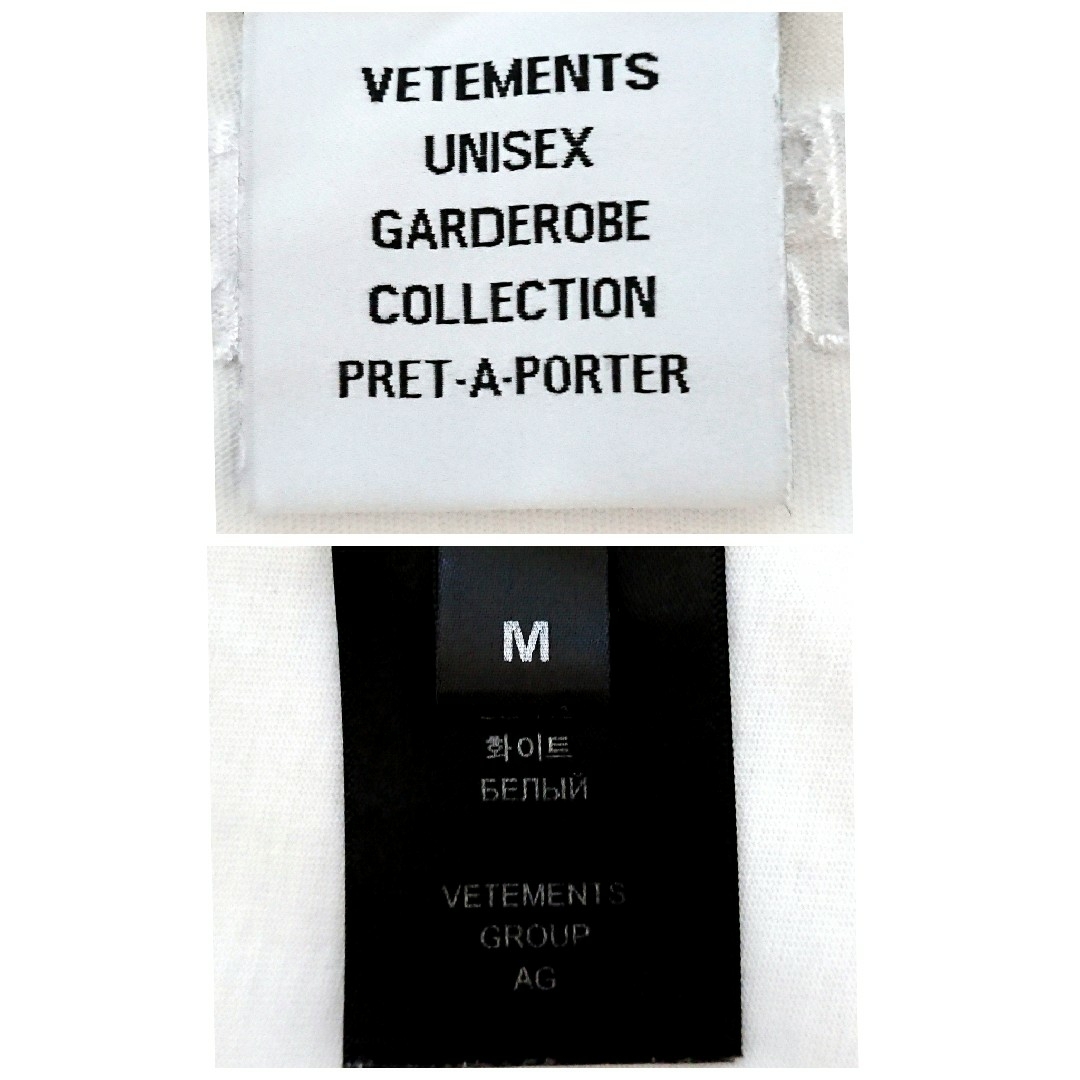 VETEMENTS
UNISEX
GARDEROBE
COLLECTION
PRET-A-PORTER
M
화이트
БЕЛЫЙ
VETEMENTS
GROUP
AG